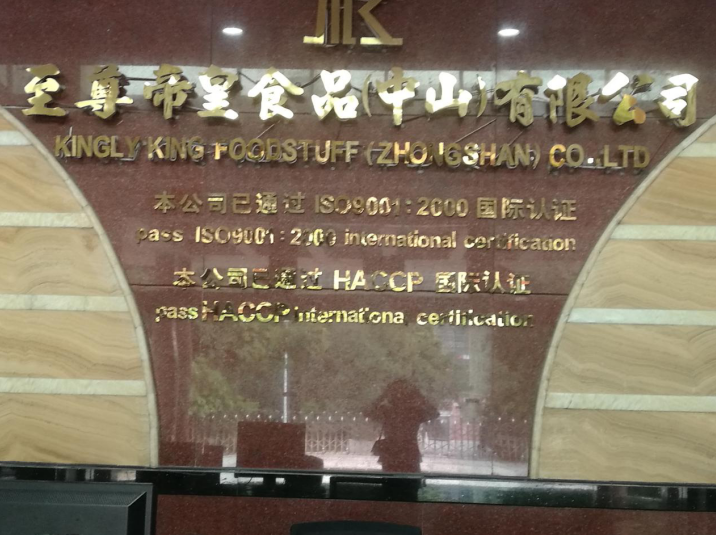 至尊帝皇食品(中山)有限公司
KINGLY KING FOODSTUFF (ZHONGSHAN) CO. LTD
本公司已通过 ISO9001:2000 国际认证
pass ISO9001:2000 international certification
本公司已通过 HACCP 国际认证
pass HACCP internationa certification